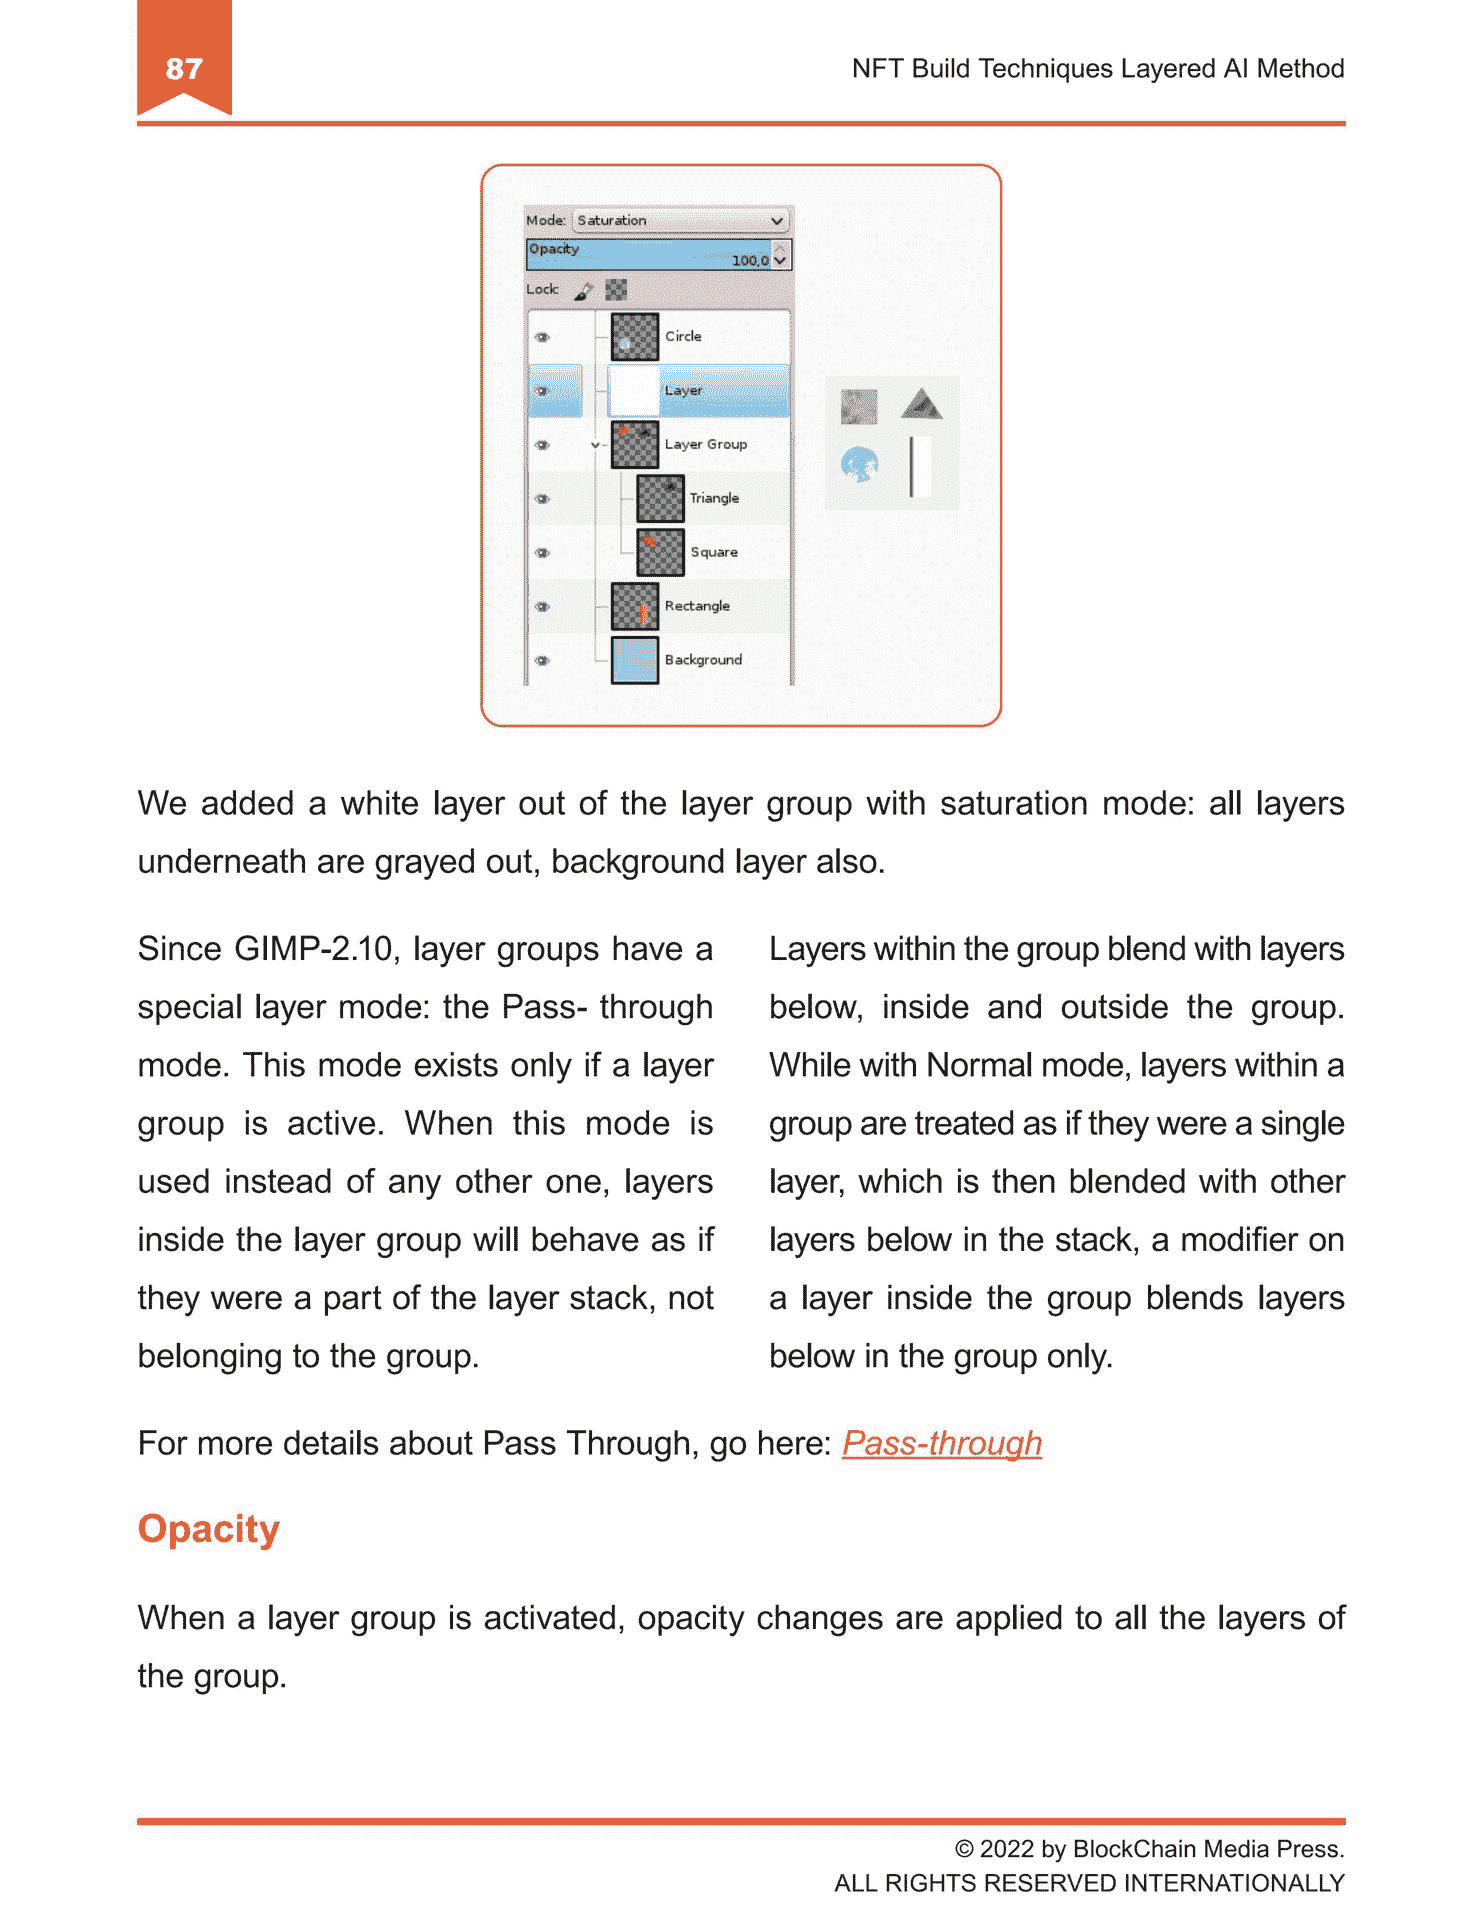 87
NFT Build Techniques Layered AI Method
Mode: Saturation
Opacity
100,0
Lock:
Circle
Layer
Layer Group
Triangle
Square
Rectangle
Background
We added a white layer out of the layer group with saturation mode: all layers
underneath are grayed out, background layer also.
Since GIMP-2.10, layer groups have a
special layer mode: the Pass- through
mode. This mode exists only if a layer
group is active. When this mode is
used instead of any other one, layers
inside the layer group will behave as if
they were a part of the layer stack, not
belonging to the group.
Layers within the group blend with layers
below, inside and outside the group.
While with Normal mode, layers within a
group are treated as if they were a single
layer, which is then blended with other
layers below in the stack, a modifier on
a layer inside the group blends layers
below in the group only.
For more details about Pass Through, go here: Pass-through
Opacity
When a layer group is activated, opacity changes are applied to all the layers of
the group.
© 2022 by BlockChain Media Press.
ALL RIGHTS RESERVED INTERNATIONALLY